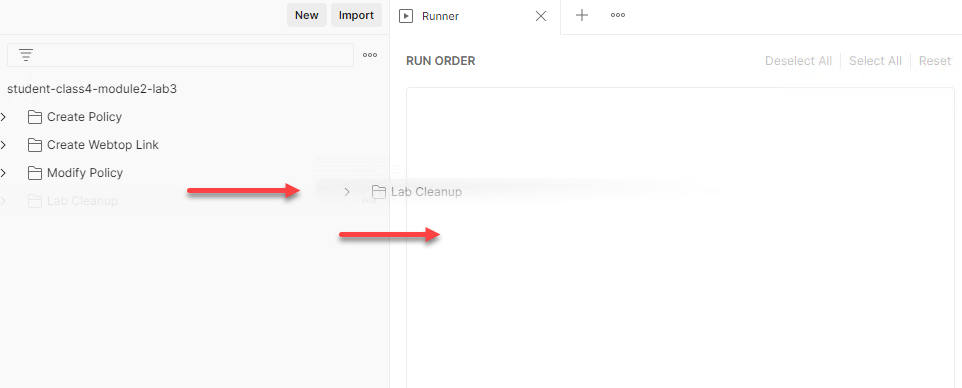 New Import
Runner
RUN ORDER Deselect All Select All Reset
student-class4-module2-lab3
Create Policy
Create Webtop Link
Modify Policy
Lab Cleanup
Lab Cleanup